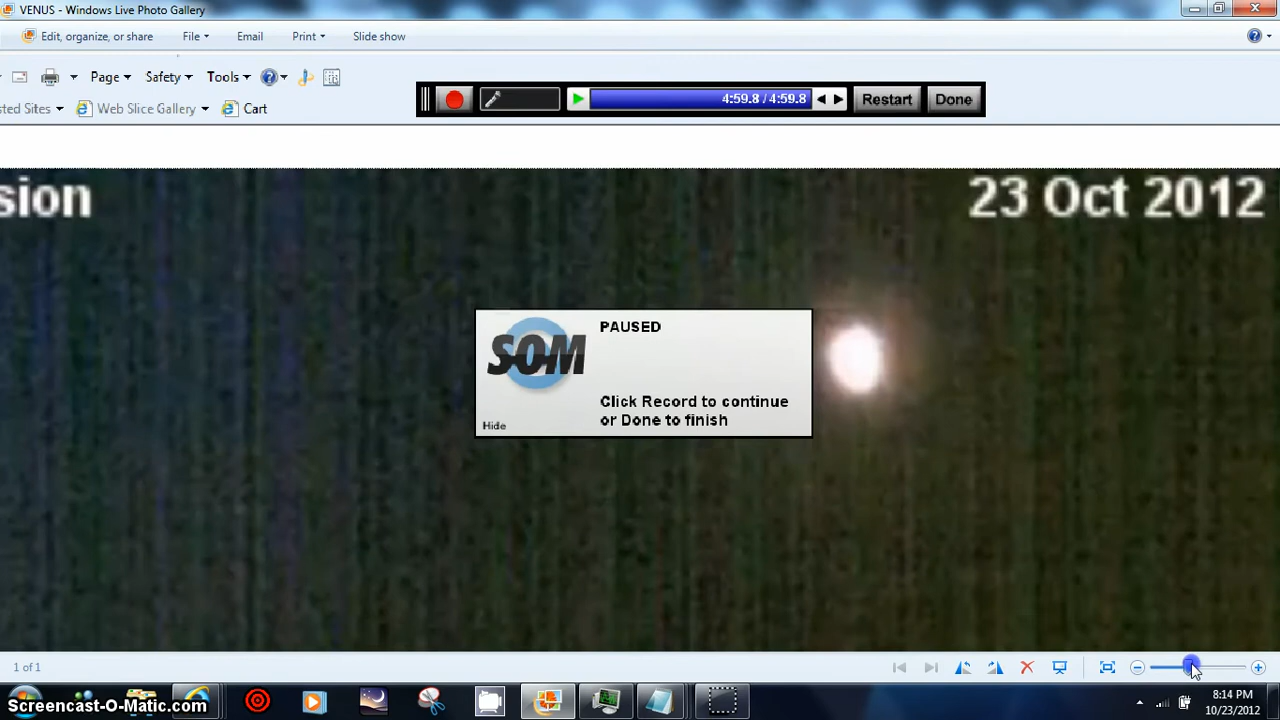 VENUS - Windows Live Photo Gallery
Edit, organize, or share File Email Print Slide show
Page Safety Tools
sted Sites Web Slice Gallery Cart
4:59.8 / 4:59.8 Restart Done
sion 23 Oct 2012
SOM
PAUSED
Click Record to continue
or Done to finish
Hide
1 of 1
Screencast-O-Matic.com
8:14 PM
10/23/2012